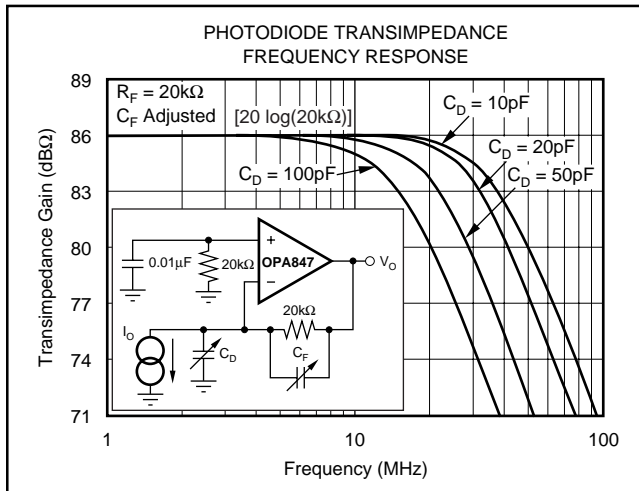 PHOTODIODE TRANSIMPEDANCE
FREQUENCY RESPONSE
89
86
83
80
77
74
71
Transimpedance Gain (dBΩ)
R_F = 20kΩ
C_F Adjusted
[20 log(20kΩ)]
C_D = 10pF
C_D = 20pF
C_D = 50pF
C_D = 100pF
+
OPA847
−
V_O
0.01µF
20kΩ
20kΩ
I_O
C_D
C_F
1
10
100
Frequency (MHz)